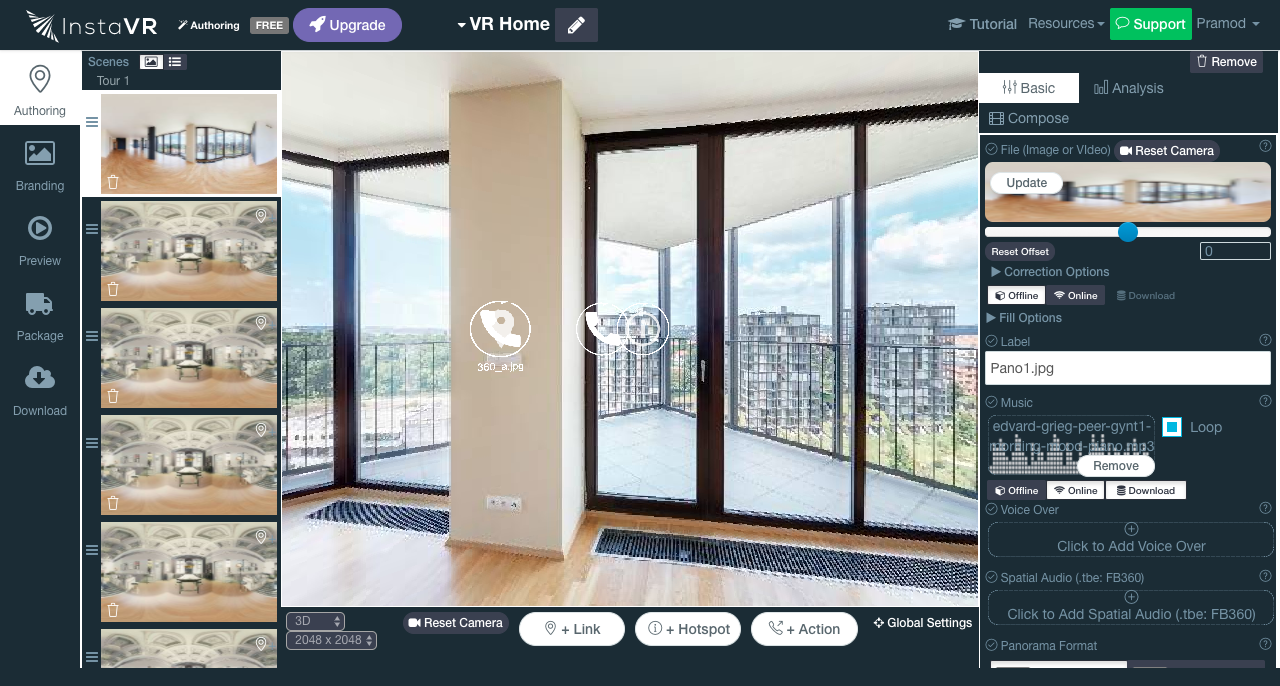 InstaVR
Authoring
FREE
Upgrade
VR Home
Tutorial
Resources
Support
Pramod
Authoring
Branding
Preview
Package
Download
Scenes
Tour 1
360_a.jpg
3D
2048 x 2048
Reset Camera
+ Link
+ Hotspot
+ Action
Global Settings
Remove
Basic
Analysis
Compose
File (Image or VIdeo)
Reset Camera
Update
Reset Offset
0
Correction Options
Offline
Online
Download
Fill Options
Label
Pano1.jpg
Music
edvard-grieg-peer-gynt1-
morning-mood-piano.mp3
Loop
Remove
Offline
Online
Download
Voice Over
Click to Add Voice Over
Spatial Audio (.tbe: FB360)
Click to Add Spatial Audio (.tbe: FB360)
Panorama Format